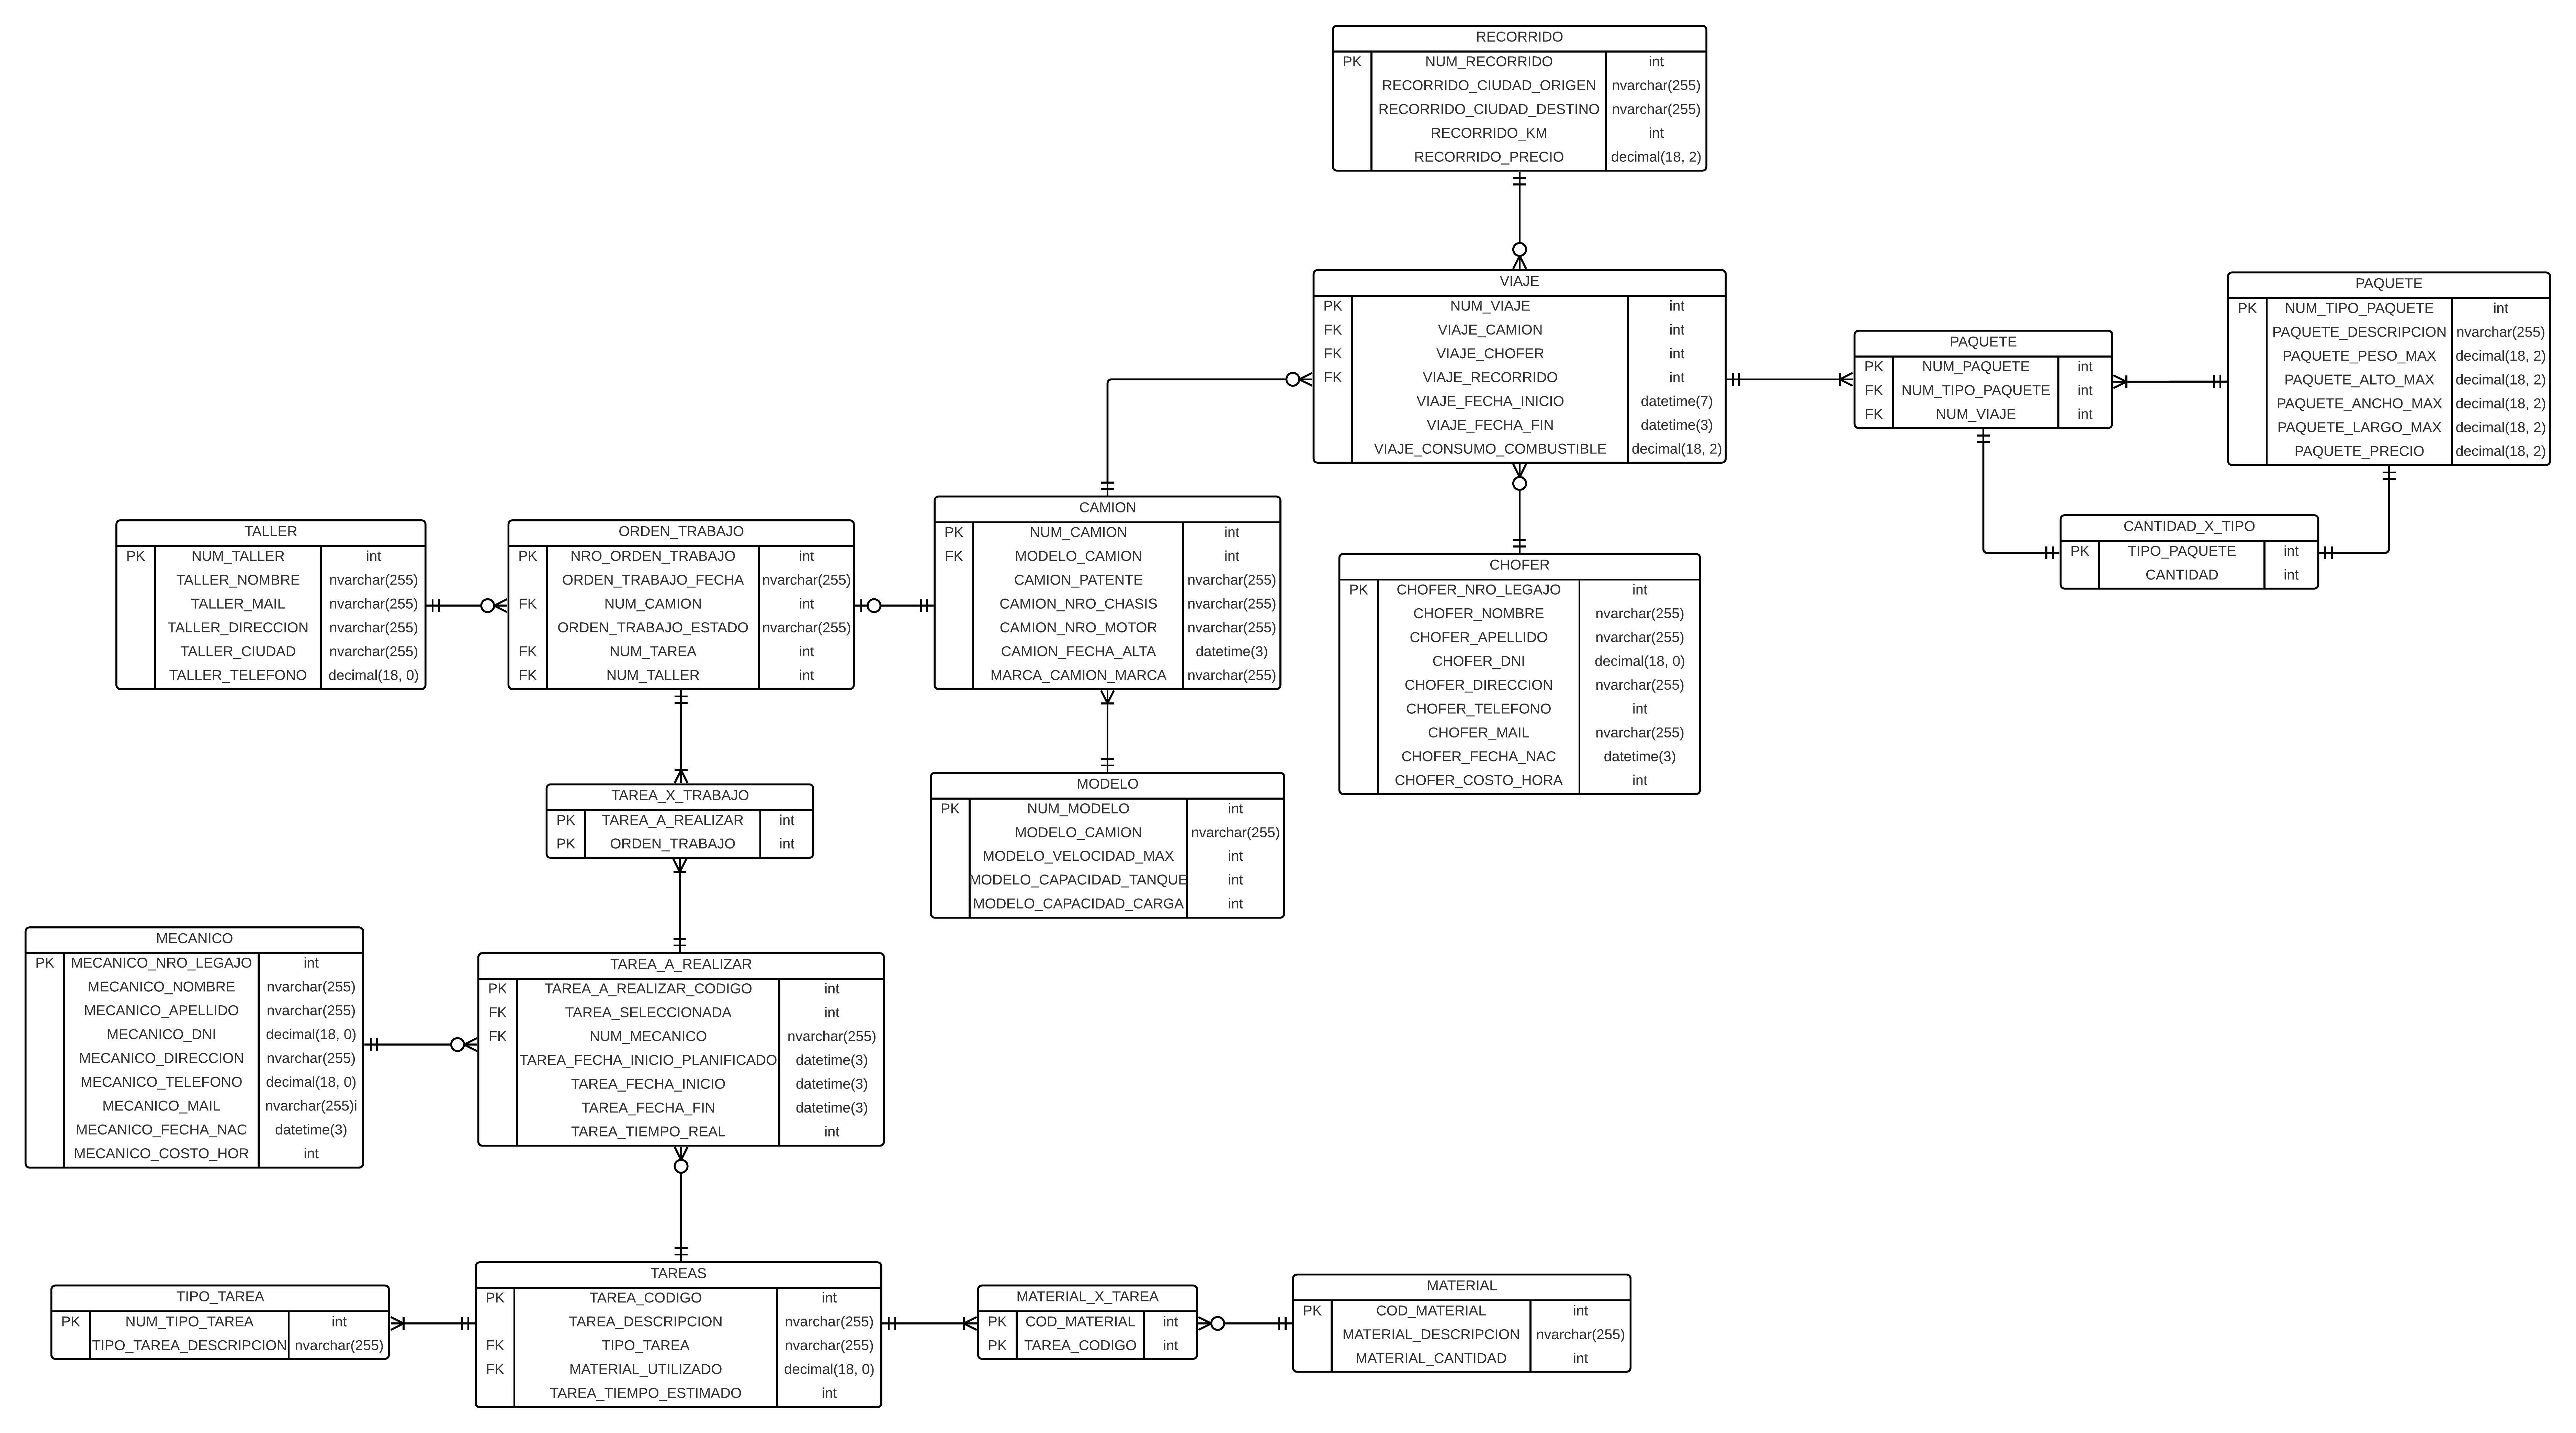 RECORRIDO
PK NUM_RECORRIDO int
RECORRIDO_CIUDAD_ORIGEN nvarchar(255)
RECORRIDO_CIUDAD_DESTINO nvarchar(255)
RECORRIDO_KM int
RECORRIDO_PRECIO decimal(18, 2)
VIAJE
PK NUM_VIAJE int
FK VIAJE_CAMION int
FK VIAJE_CHOFER int
FK VIAJE_RECORRIDO int
VIAJE_FECHA_INICIO datetime(7)
VIAJE_FECHA_FIN datetime(3)
VIAJE_CONSUMO_COMBUSTIBLE decimal(18, 2)
PAQUETE
PK NUM_PAQUETE int
FK NUM_TIPO_PAQUETE int
FK NUM_VIAJE int
PAQUETE
PK NUM_TIPO_PAQUETE int
PAQUETE_DESCRIPCION nvarchar(255)
PAQUETE_PESO_MAX decimal(18, 2)
PAQUETE_ALTO_MAX decimal(18, 2)
PAQUETE_ANCHO_MAX decimal(18, 2)
PAQUETE_LARGO_MAX decimal(18, 2)
PAQUETE_PRECIO decimal(18, 2)
TALLER
PK NUM_TALLER int
TALLER_NOMBRE nvarchar(255)
TALLER_MAIL nvarchar(255)
TALLER_DIRECCION nvarchar(255)
TALLER_CIUDAD nvarchar(255)
TALLER_TELEFONO decimal(18, 0)
ORDEN_TRABAJO
PK NRO_ORDEN_TRABAJO int
ORDEN_TRABAJO_FECHA nvarchar(255)
FK NUM_CAMION int
ORDEN_TRABAJO_ESTADO nvarchar(255)
FK NUM_TAREA int
FK NUM_TALLER int
CAMION
PK NUM_CAMION int
FK MODELO_CAMION int
CAMION_PATENTE nvarchar(255)
CAMION_NRO_CHASIS nvarchar(255)
CAMION_NRO_MOTOR nvarchar(255)
CAMION_FECHA_ALTA datetime(3)
MARCA_CAMION_MARCA nvarchar(255)
CHOFER
PK CHOFER_NRO_LEGAJO int
CHOFER_NOMBRE nvarchar(255)
CHOFER_APELLIDO nvarchar(255)
CHOFER_DNI decimal(18, 0)
CHOFER_DIRECCION nvarchar(255)
CHOFER_TELEFONO int
CHOFER_MAIL nvarchar(255)
CHOFER_FECHA_NAC datetime(3)
CHOFER_COSTO_HORA int
CANTIDAD_X_TIPO
PK TIPO_PAQUETE int
CANTIDAD int
TAREA_X_TRABAJO
PK TAREA_A_REALIZAR int
PK ORDEN_TRABAJO int
MODELO
PK NUM_MODELO int
MODELO_CAMION nvarchar(255)
MODELO_VELOCIDAD_MAX int
MODELO_CAPACIDAD_TANQUE int
MODELO_CAPACIDAD_CARGA int
MECANICO
PK MECANICO_NRO_LEGAJO int
MECANICO_NOMBRE nvarchar(255)
MECANICO_APELLIDO nvarchar(255)
MECANICO_DNI decimal(18, 0)
MECANICO_DIRECCION nvarchar(255)
MECANICO_TELEFONO decimal(18, 0)
MECANICO_MAIL nvarchar(255)i
MECANICO_FECHA_NAC datetime(3)
MECANICO_COSTO_HOR int
TAREA_A_REALIZAR
PK TAREA_A_REALIZAR_CODIGO int
FK TAREA_SELECCIONADA int
FK NUM_MECANICO nvarchar(255)
TAREA_FECHA_INICIO_PLANIFICADO datetime(3)
TAREA_FECHA_INICIO datetime(3)
TAREA_FECHA_FIN datetime(3)
TAREA_TIEMPO_REAL int
TIPO_TAREA
PK NUM_TIPO_TAREA int
TIPO_TAREA_DESCRIPCION nvarchar(255)
TAREAS
PK TAREA_CODIGO int
TAREA_DESCRIPCION nvarchar(255)
FK TIPO_TAREA nvarchar(255)
FK MATERIAL_UTILIZADO decimal(18, 0)
TAREA_TIEMPO_ESTIMADO int
MATERIAL_X_TAREA
PK COD_MATERIAL int
PK TAREA_CODIGO int
MATERIAL
PK COD_MATERIAL int
MATERIAL_DESCRIPCION nvarchar(255)
MATERIAL_CANTIDAD int